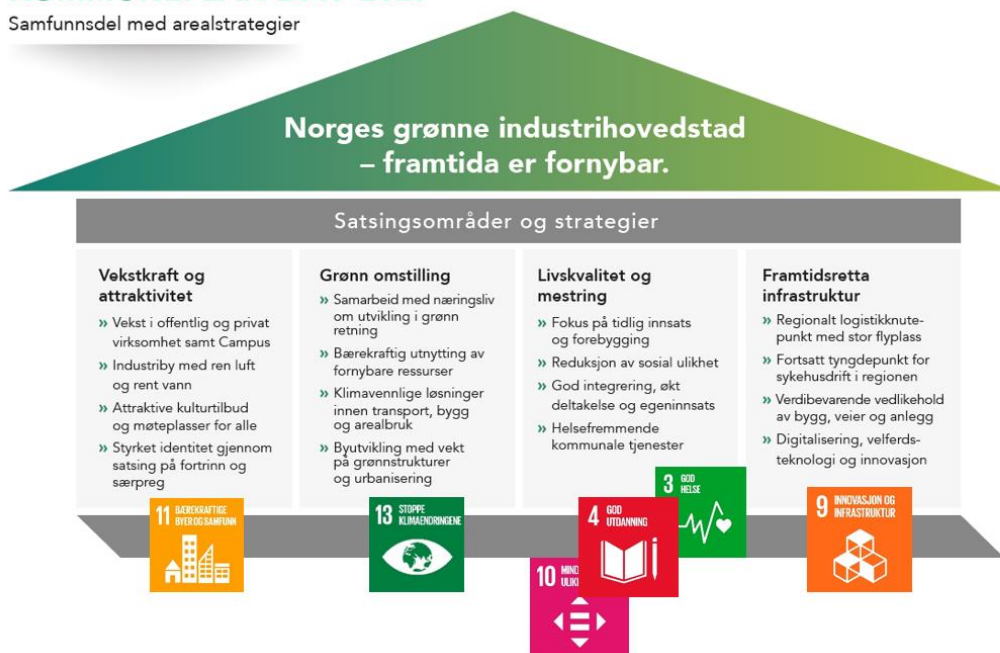 Samfunnsdel med arealstrategier
Norges grønne industrihovedstad
– framtida er fornybar.
Satsingsområder og strategier
Vekstkraft og
attraktivitet
» Vekst i offentlig og privat
virksomhet samt Campus
» Industriby med ren luft
og rent vann
» Attraktive kulturtilbud
og møteplasser for alle
» Styrket identitet gjennom
satsing på fortrinn og
særpreg
Grønn omstilling
» Samarbeid med næringsliv
om utvikling i grønn
retning
» Bærekraftig utnytting av
fornybare ressurser
» Klimavennlige løsninger
innen transport, bygg
og arealbruk
» Byutvikling med vekt
på grønnstrukturer
og urbanisering
Livskvalitet og
mestring
» Fokus på tidlig innsats
og forebygging
» Reduksjon av sosial ulikhet
» God integrering, økt
deltakelse og egeninnsats
» Helsefremmende
kommunale tjenester
Framtidsretta
infrastruktur
» Regionalt logistikknute-
punkt med stor flyplass
» Fortsatt tyngdepunkt for
sykehusdrift i regionen
» Verdibevarende vedlikehold
av bygg, veier og anlegg
» Digitalisering, velferds-
teknologi og innovasjon
11 BÆREKRAFTIGE
BYER OG SAMFUNN
13 STOPPE
KLIMAENDRINGENE
3 GOD
HELSE
4 GOD
UTDANNING
10
9 INNOVASJON OG
INFRASTRUKTUR